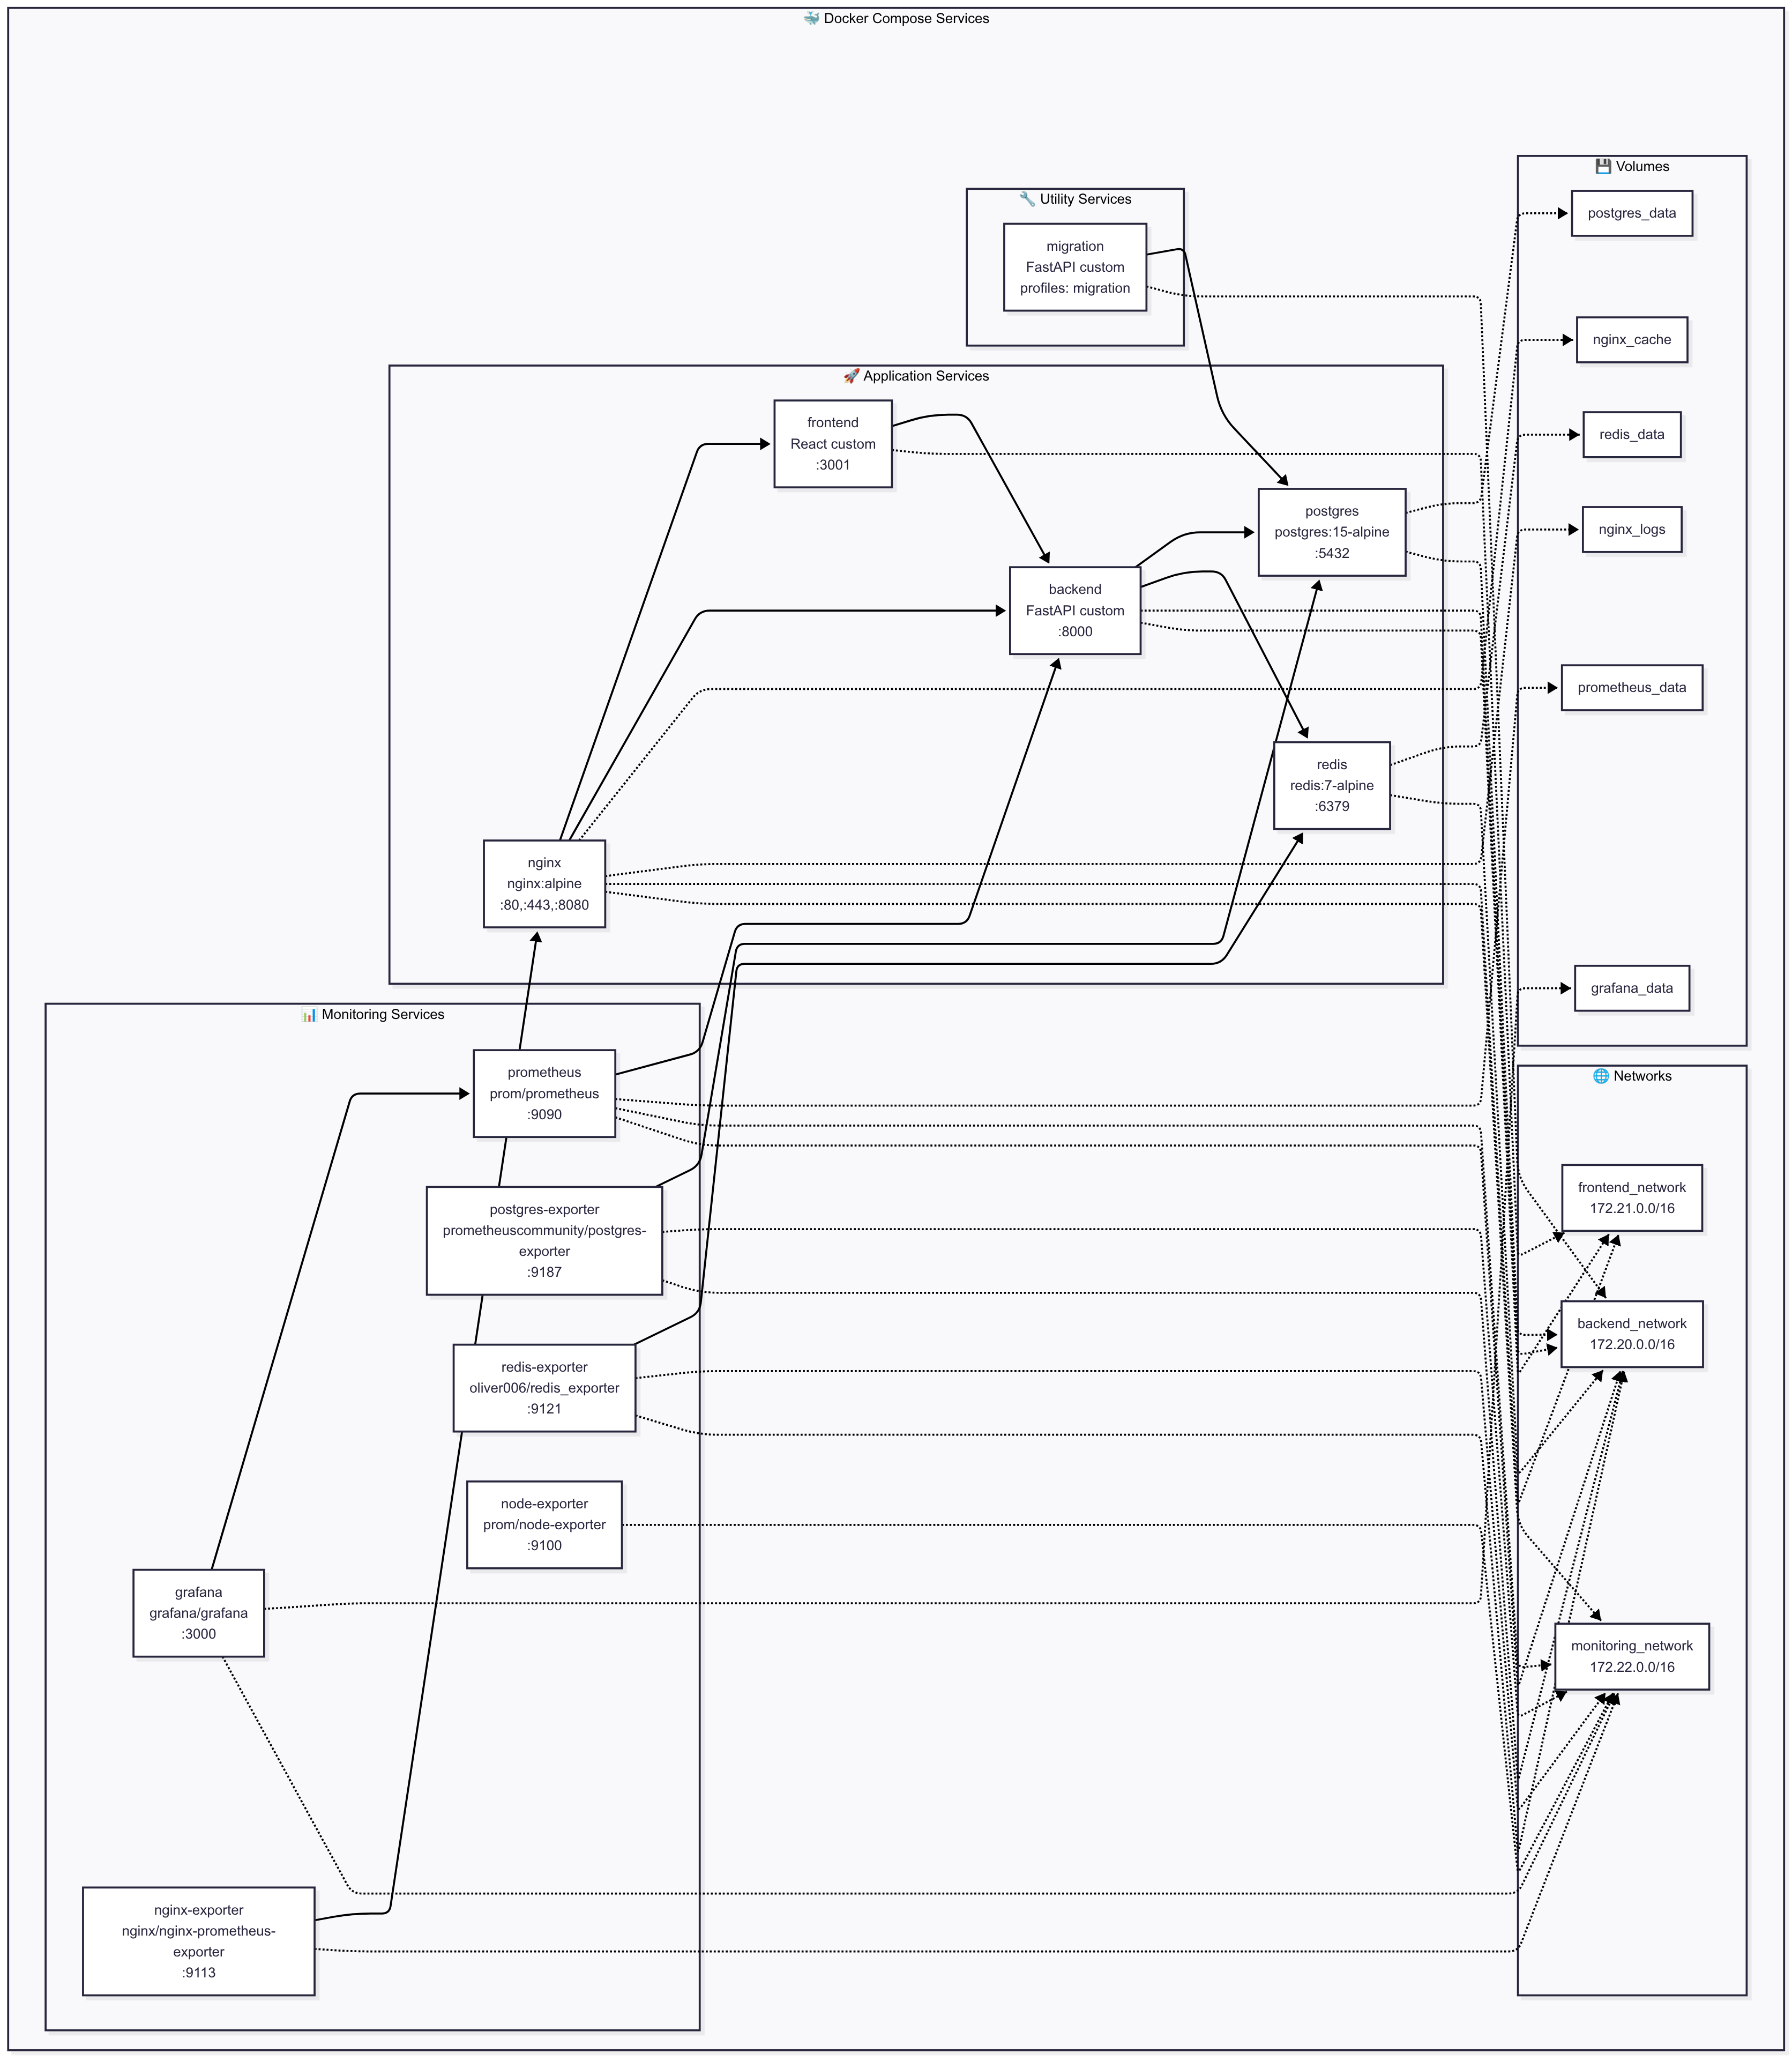 🐳 Docker Compose Services
💾 Volumes
postgres_data
nginx_cache
redis_data
nginx_logs
prometheus_data
grafana_data
🔧 Utility Services
migration
FastAPI custom
profiles: migration
🚀 Application Services
frontend
React custom
:3001
postgres
postgres:15-alpine
:5432
backend
FastAPI custom
:8000
redis
redis:7-alpine
:6379
nginx
nginx:alpine
:80,:443,:8080
📊 Monitoring Services
prometheus
prom/prometheus
:9090
postgres-exporter
prometheuscommunity/postgres-
exporter
:9187
redis-exporter
oliver006/redis_exporter
:9121
node-exporter
prom/node-exporter
:9100
grafana
grafana/grafana
:3000
nginx-exporter
nginx/nginx-prometheus-
exporter
:9113
🌐 Networks
frontend_network
172.21.0.0/16
backend_network
172.20.0.0/16
monitoring_network
172.22.0.0/16